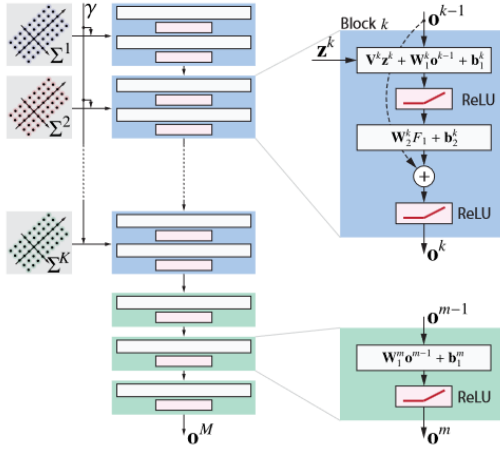 γ
Σ¹
Σ²
Σᴷ
oᴹ
Block k
oᵏ⁻¹
zᵏ
Vᵏzᵏ + W₁ᵏoᵏ⁻¹ + b₁ᵏ
ReLU
W₂ᵏF₁ + b₂ᵏ
+
ReLU
oᵏ
oᵐ⁻¹
W₁ᵐoᵐ⁻¹ + b₁ᵐ
ReLU
oᵐ